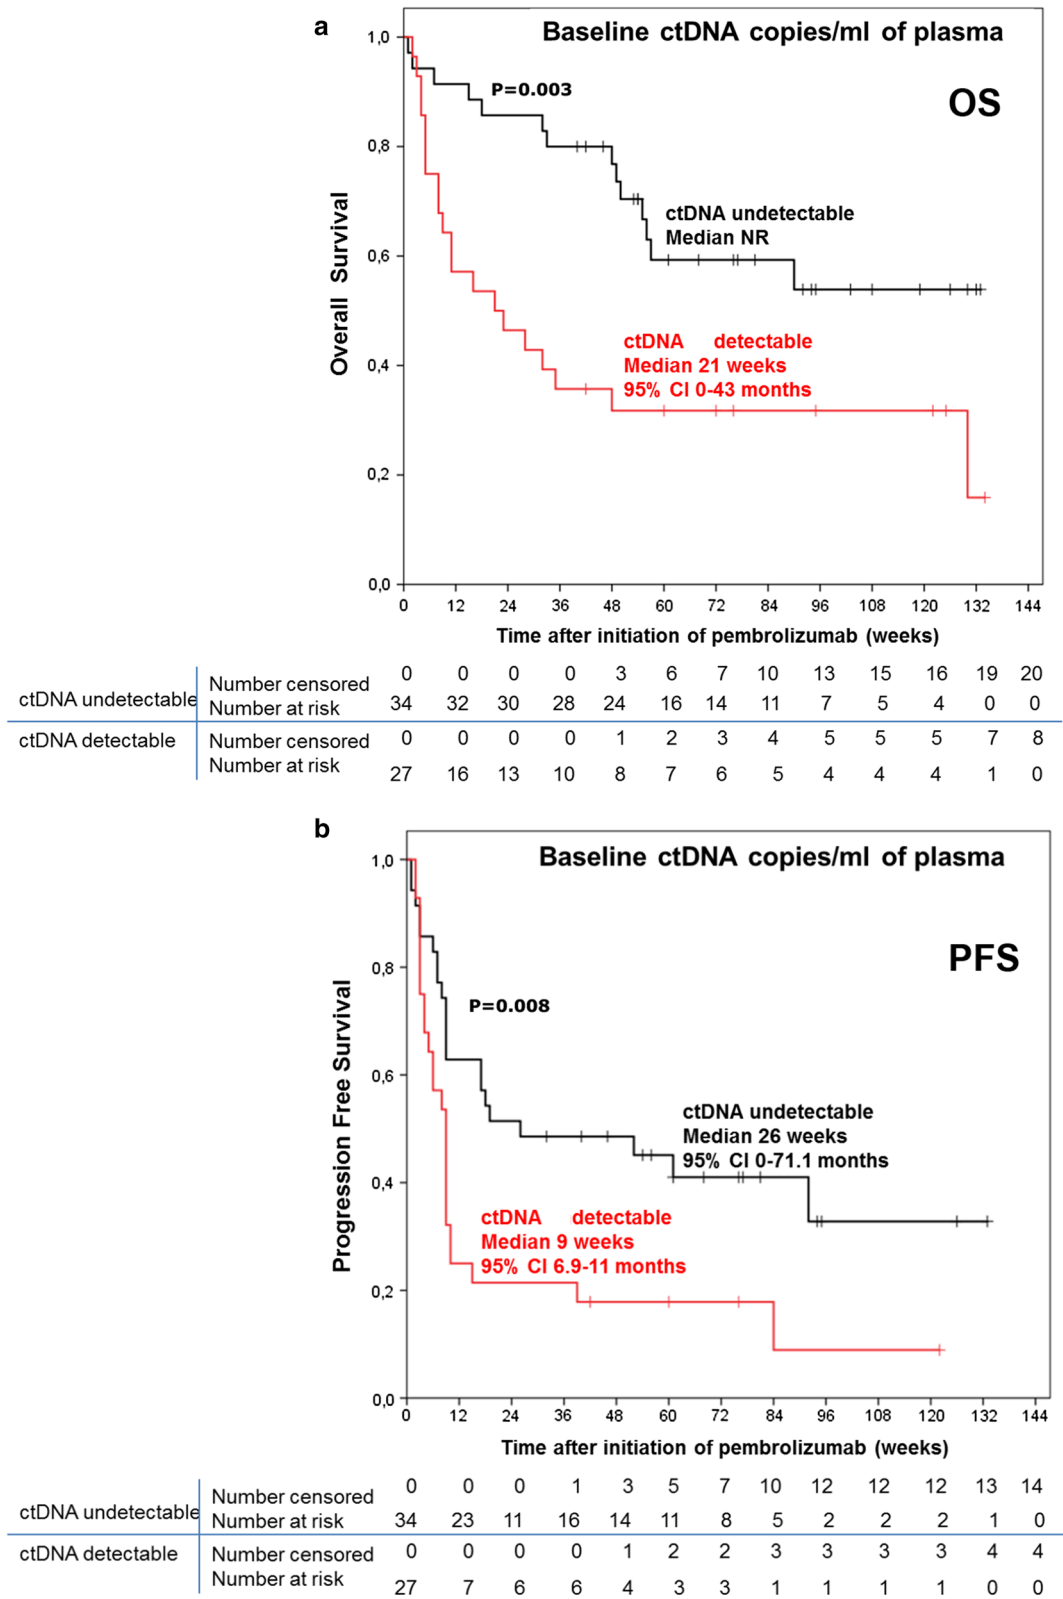 a
Baseline ctDNA copies/ml of plasma
OS
P=0.003
ctDNA undetectable
Median NR
ctDNA detectable
Median 21 weeks
95% CI 0-43 months
Overall Survival
1,0
0,8
0,6
0,4
0,2
0,0
0 12 24 36 48 60 72 84 96 108 120 132 144
Time after initiation of pembrolizumab (weeks)
ctDNA undetectable
Number censored 0 0 0 0 3 6 7 10 13 15 16 19 20
Number at risk 34 32 30 28 24 16 14 11 7 5 4 0 0
ctDNA detectable
Number censored 0 0 0 0 1 2 3 4 5 5 5 7 8
Number at risk 27 16 13 10 8 7 6 5 4 4 4 1 0
b
Baseline ctDNA copies/ml of plasma
PFS
P=0.008
ctDNA undetectable
Median 26 weeks
95% CI 0-71.1 months
ctDNA detectable
Median 9 weeks
95% CI 6.9-11 months
Progression Free Survival
1,0
0,8
0,6
0,4
0,2
0,0
0 12 24 36 48 60 72 84 96 108 120 132 144
Time after initiation of pembrolizumab (weeks)
ctDNA undetectable
Number censored 0 0 0 1 3 5 7 10 12 12 12 13 14
Number at risk 34 23 11 16 14 11 8 5 2 2 2 1 0
ctDNA detectable
Number censored 0 0 0 0 1 2 2 3 3 3 3 4 4
Number at risk 27 7 6 6 4 3 3 1 1 1 1 0 0